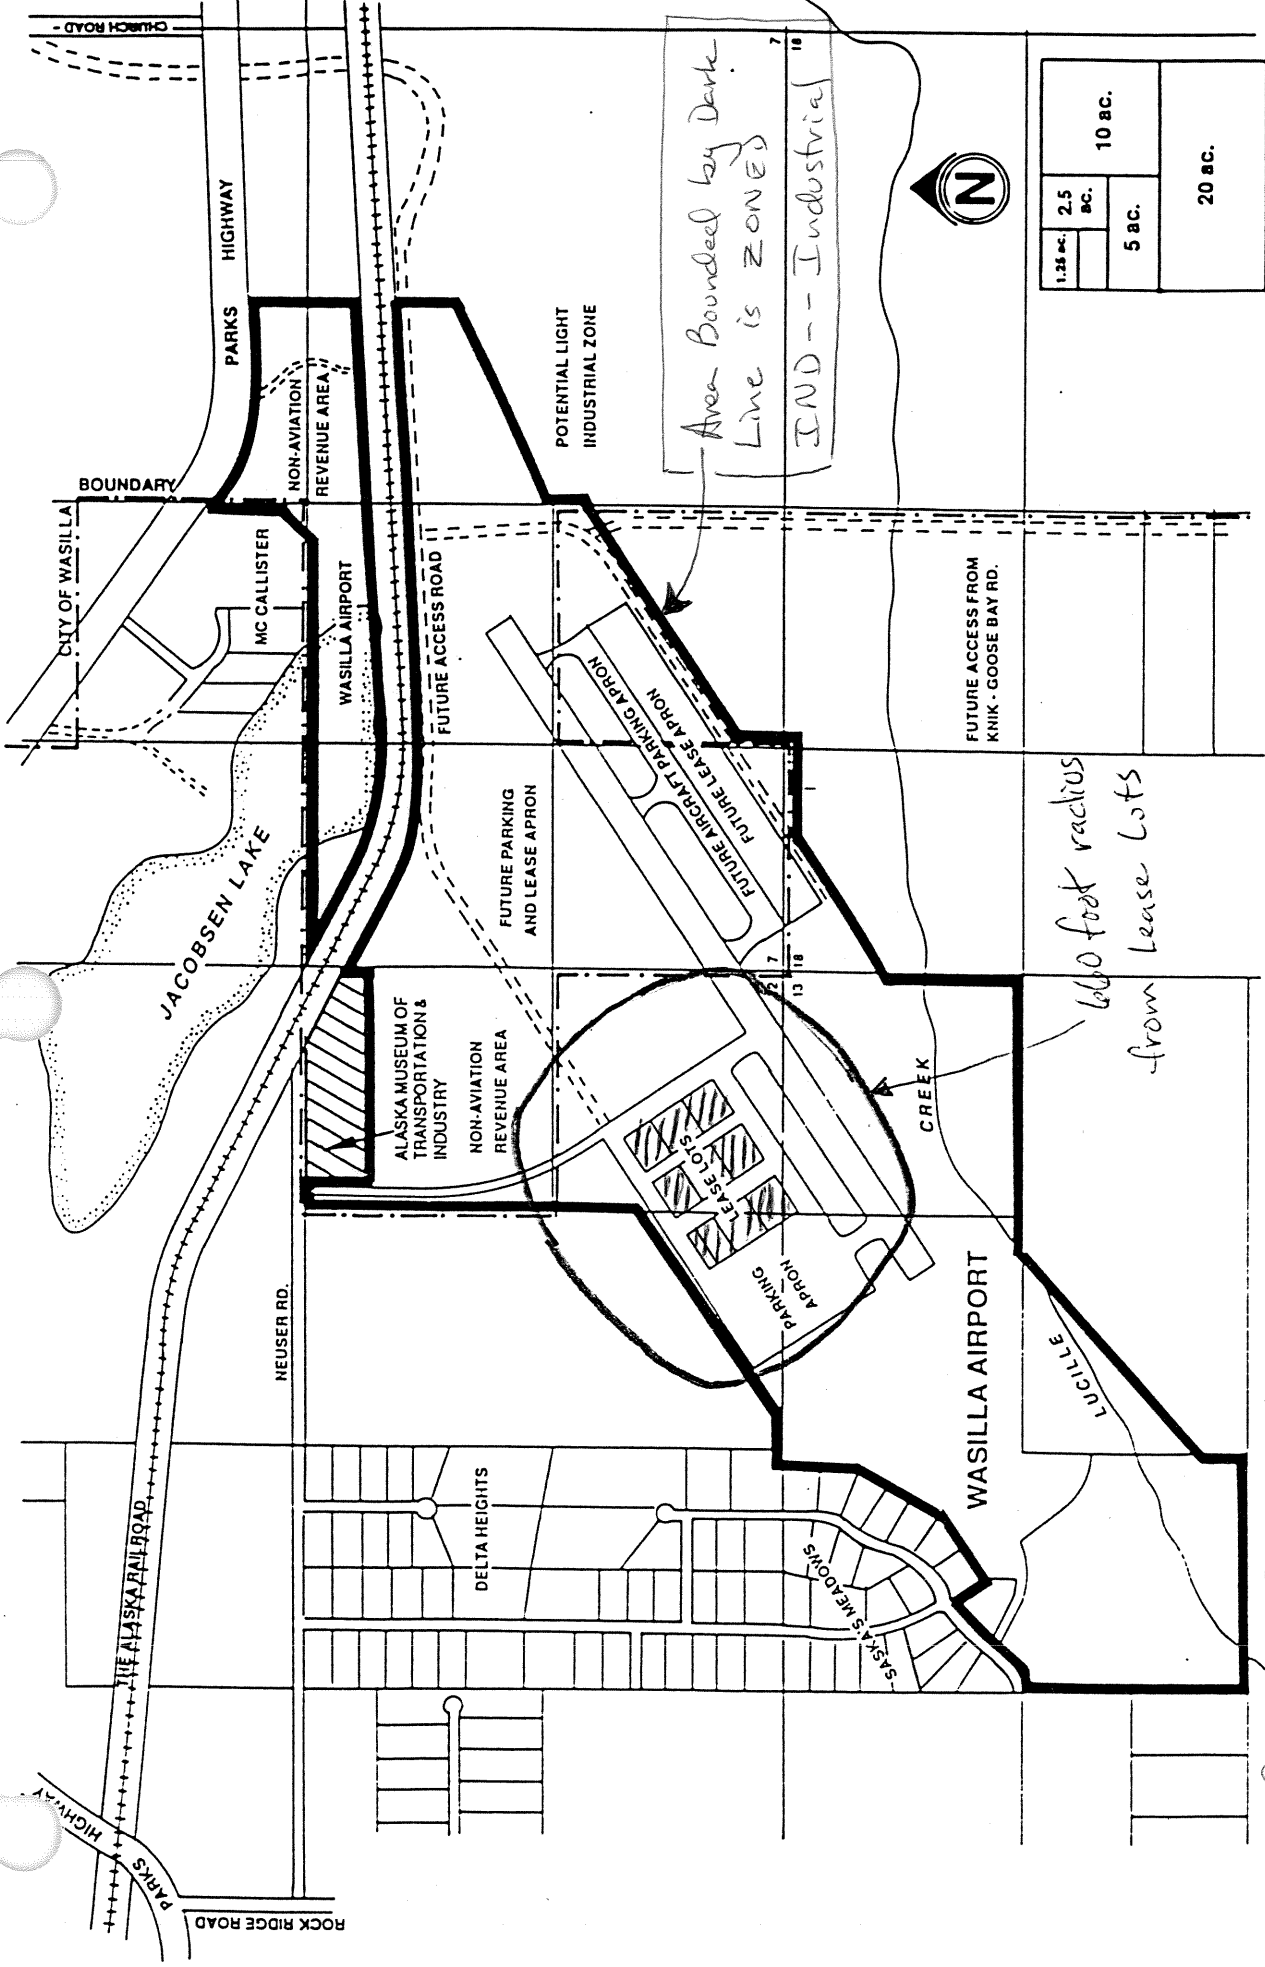 CHURCH ROAD
PARKS HIGHWAY
BOUNDARY
CITY OF WASILLA
NON-AVIATION
REVENUE AREA
MC CALLISTER
WASILLA AIRPORT
FUTURE ACCESS ROAD
POTENTIAL LIGHT
INDUSTRIAL ZONE
Area Bounded by Dark
Line is ZONED
IND -- Industrial
7
18
N
1.25 ac.
2.5
ac.
5 ac.
10 ac.
20 ac.
JACOBSEN LAKE
FUTURE PARKING
AND LEASE APRON
FUTURE AIRCRAFT PARKING APRON
FUTURE LEASE APRON
FUTURE ACCESS FROM
KNIK - GOOSE BAY RD.
660 foot radius
from Lease Lots
ALASKA MUSEUM OF
TRANSPORTATION &
INDUSTRY
NON-AVIATION
REVENUE AREA
12
7
13
18
LEASE LOTS
PARKING
APRON
CREEK
LUCILLE
WASILLA AIRPORT
NEUSER RD.
THE ALASKA RAILROAD
DELTA HEIGHTS
SASKA'S MEADOWS
PARKS HIGHWAY
ROCK RIDGE ROAD